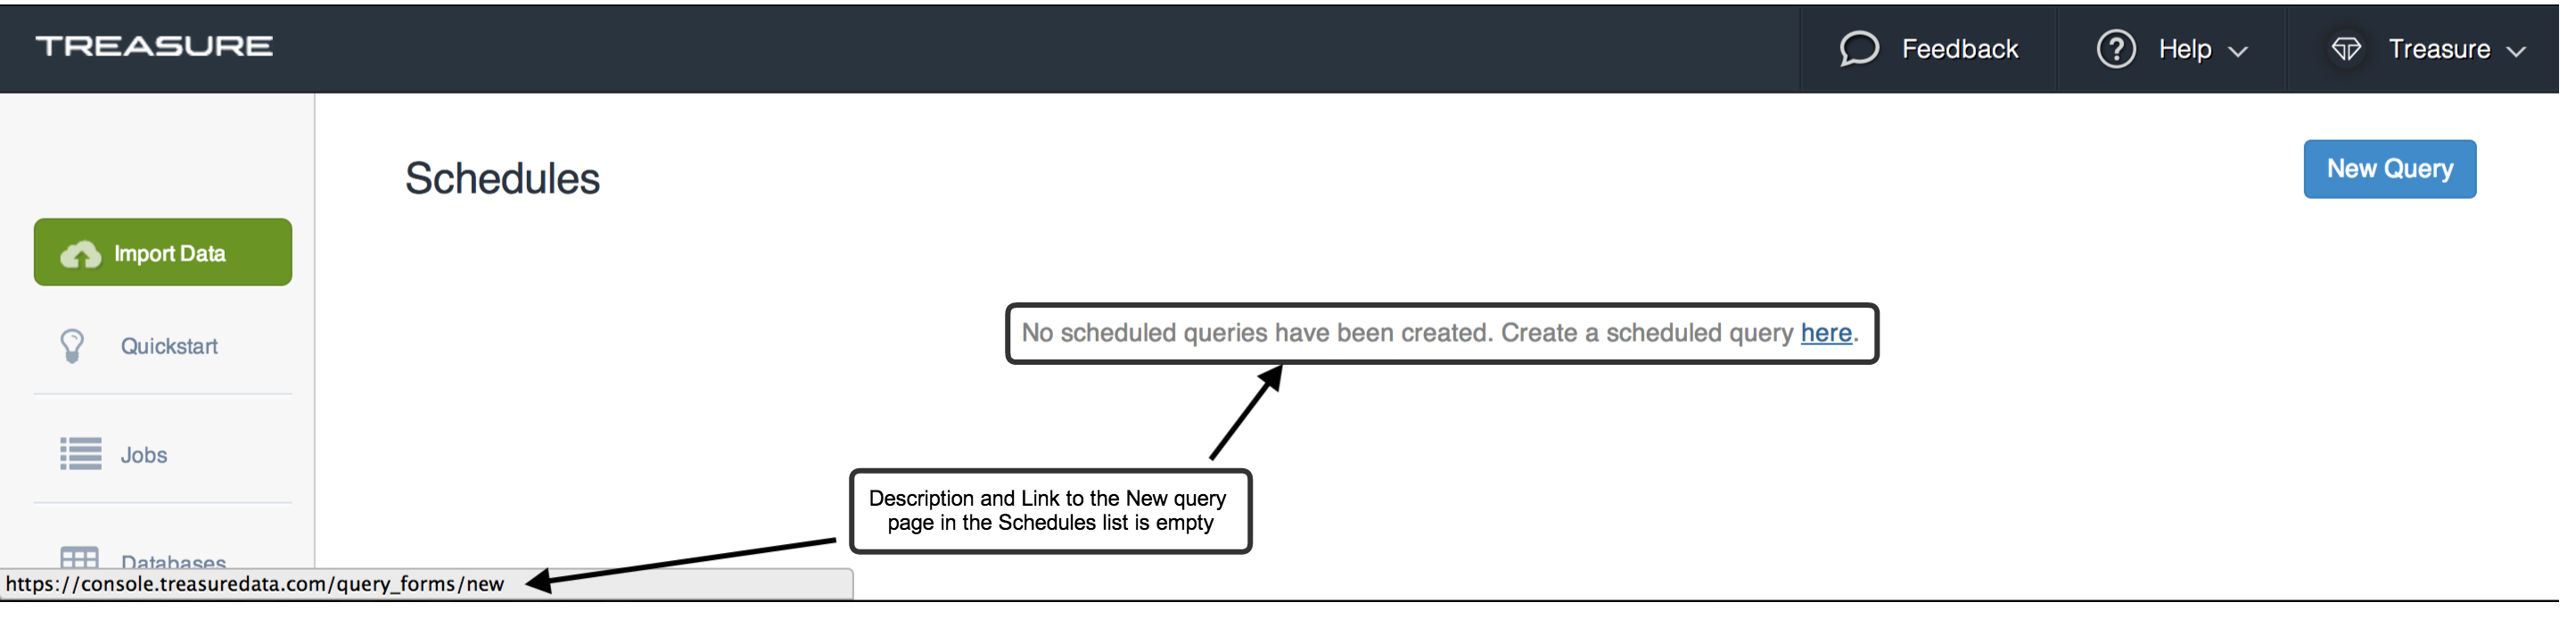 TREASURE
Feedback
Help
Treasure
Schedules
New Query
Import Data
Quickstart
Jobs
Databases
No scheduled queries have been created. Create a scheduled query here.
Description and Link to the New query
page in the Schedules list is empty
https://console.treasuredata.com/query_forms/new